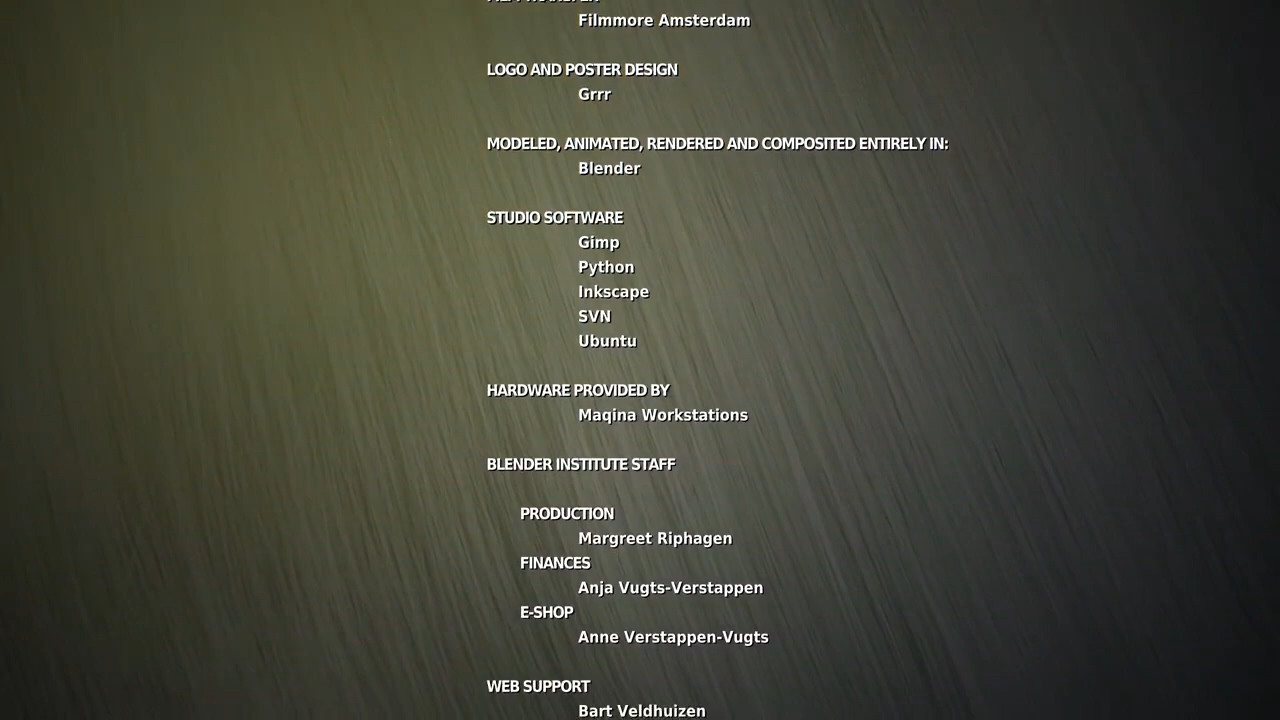 Filmmore Amsterdam
LOGO AND POSTER DESIGN
Grrr
MODELED, ANIMATED, RENDERED AND COMPOSITED ENTIRELY IN:
Blender
STUDIO SOFTWARE
Gimp
Python
Inkscape
SVN
Ubuntu
HARDWARE PROVIDED BY
Maqina Workstations
BLENDER INSTITUTE STAFF
PRODUCTION
Margreet Riphagen
FINANCES
Anja Vugts-Verstappen
E-SHOP
Anne Verstappen-Vugts
WEB SUPPORT
Bart Veldhuizen